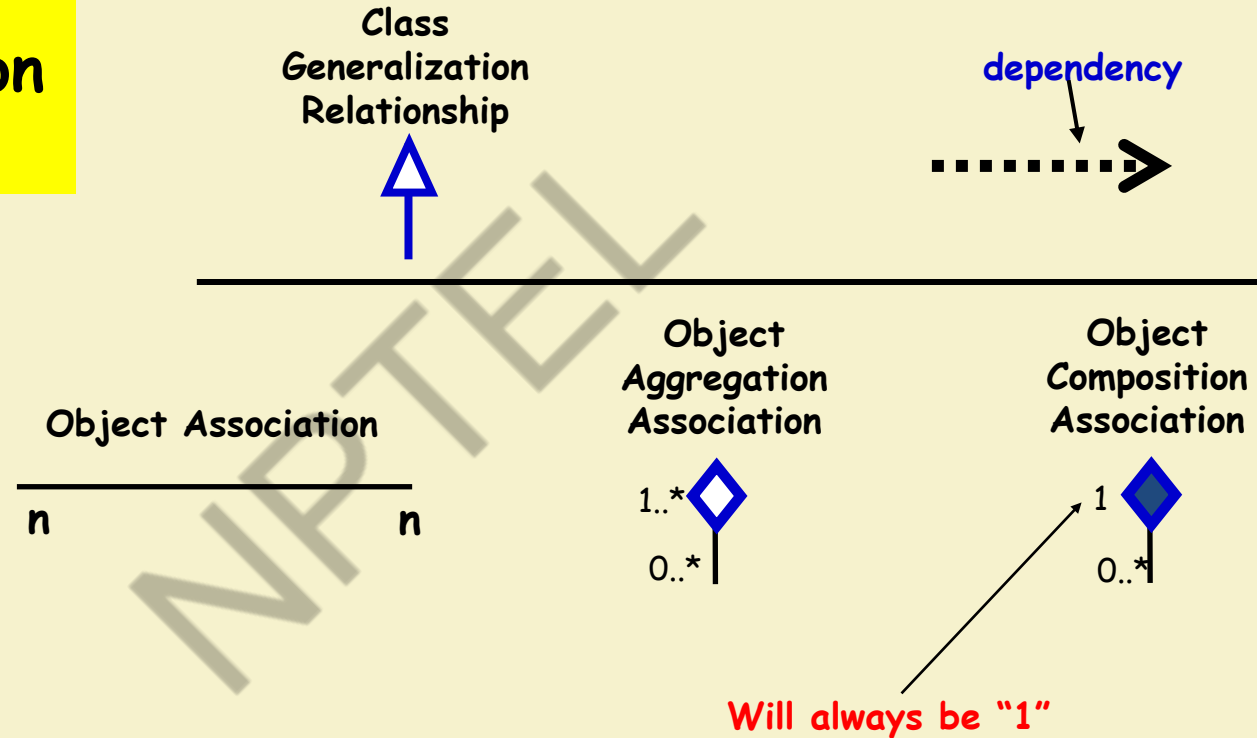 on
Class
Generalization
Relationship
dependency
Object Association
n n
Object
Aggregation
Association
1..*
0..*
Object
Composition
Association
1
0..*
Will always be “1”
NPTEL